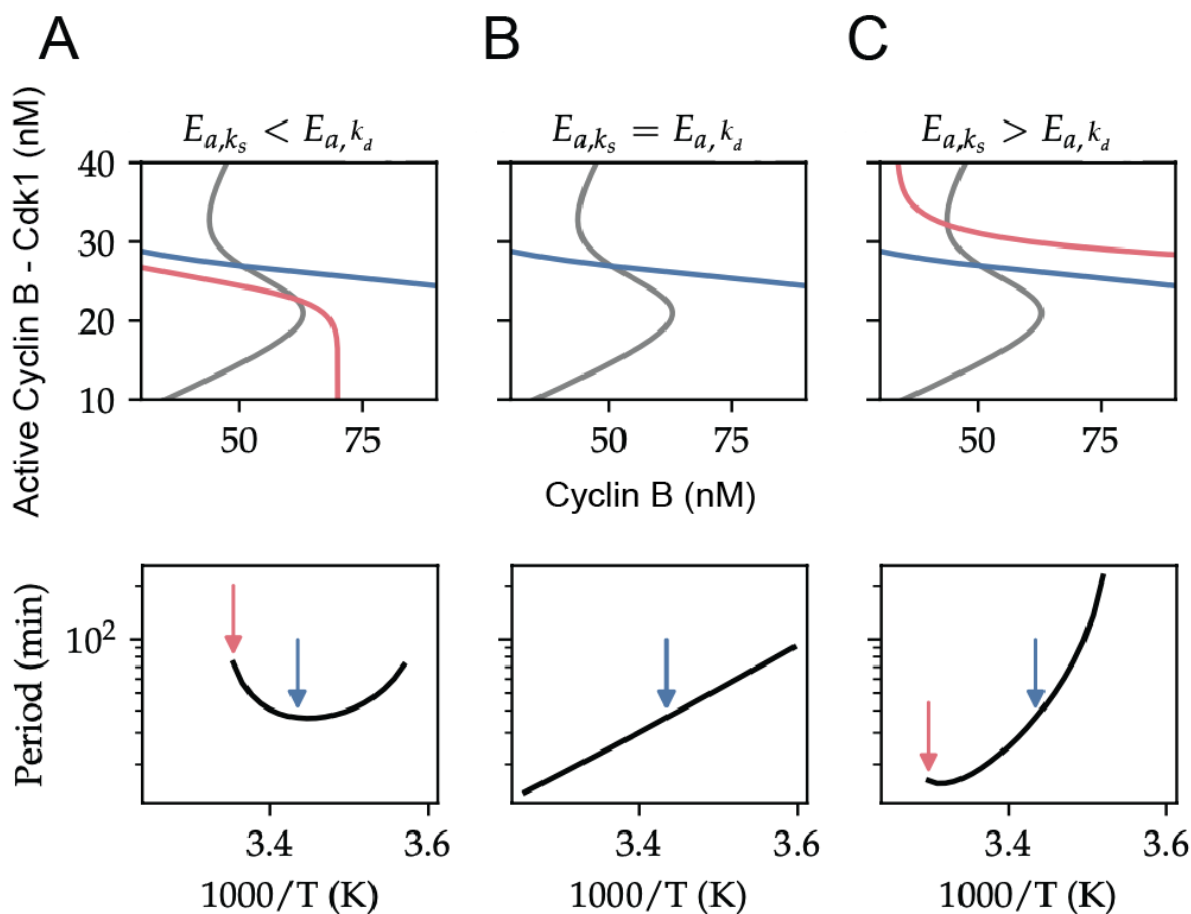 A
B
C
E_{a,k_s} < E_{a, k_d}
E_{a,k_s} = E_{a, k_d}
E_{a,k_s} > E_{a, k_d}
Active Cyclin B - Cdk1 (nM)
40
30
20
10
50
75
50
75
50
75
Cyclin B (nM)
Period (min)
10^2
3.4
3.6
3.4
3.6
3.4
3.6
1000/T (K)
1000/T (K)
1000/T (K)